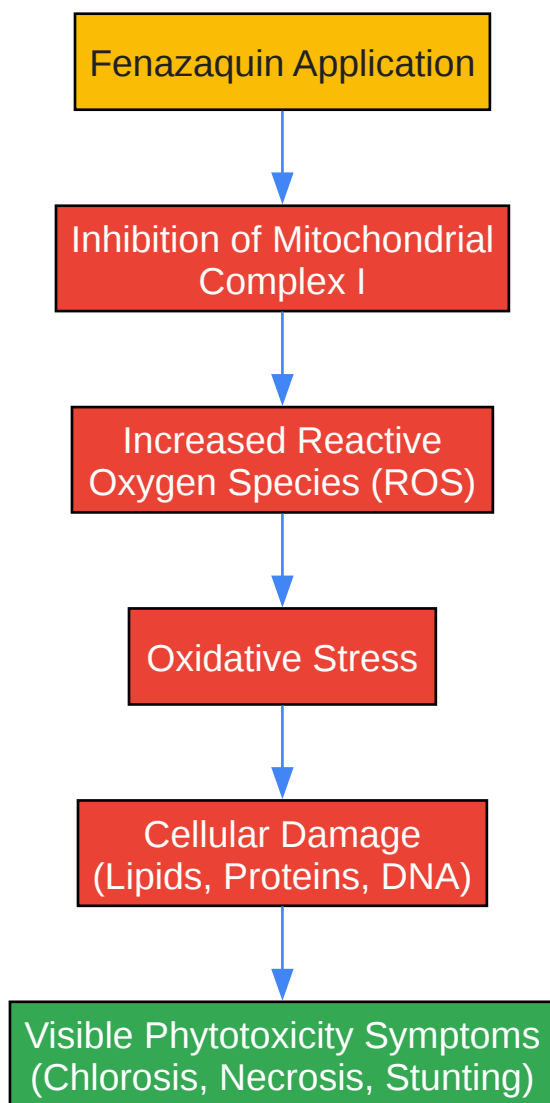 Fenazaquin Application
Inhibition of Mitochondrial
Complex I
Increased Reactive
Oxygen Species (ROS)
Oxidative Stress
Cellular Damage
(Lipids, Proteins, DNA)
Visible Phytotoxicity Symptoms
(Chlorosis, Necrosis, Stunting)